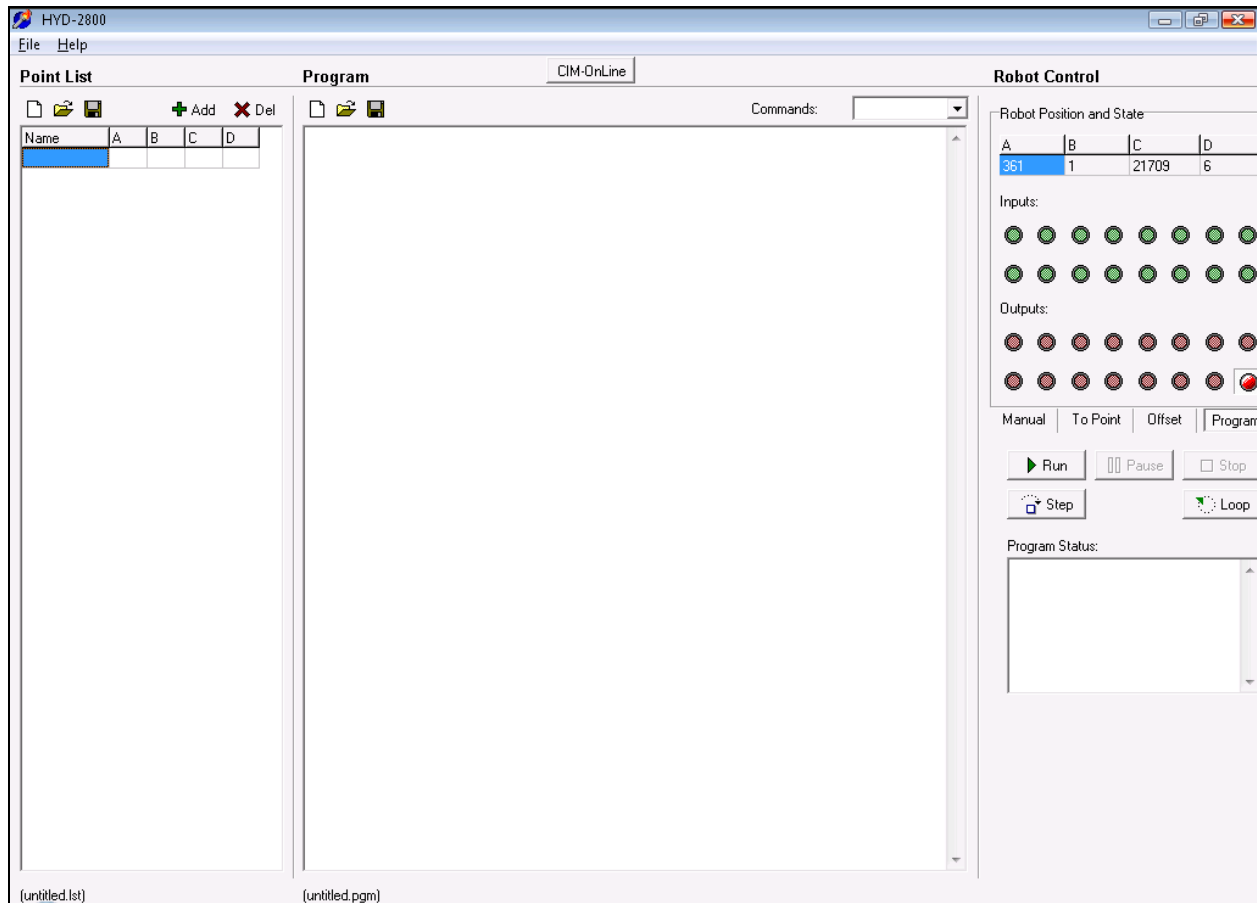 HYD-2800
File Help
Point List
Program
CIM-OnLine
Robot Control
Add Del
Commands:
Robot Position and State
Name A B C D
A B C D
361 1 21709 6
Inputs:
Outputs:
Manual To Point Offset Program
Run Pause Stop
Step Loop
Program Status:
(untitled.lst)
(untitled.pgm)